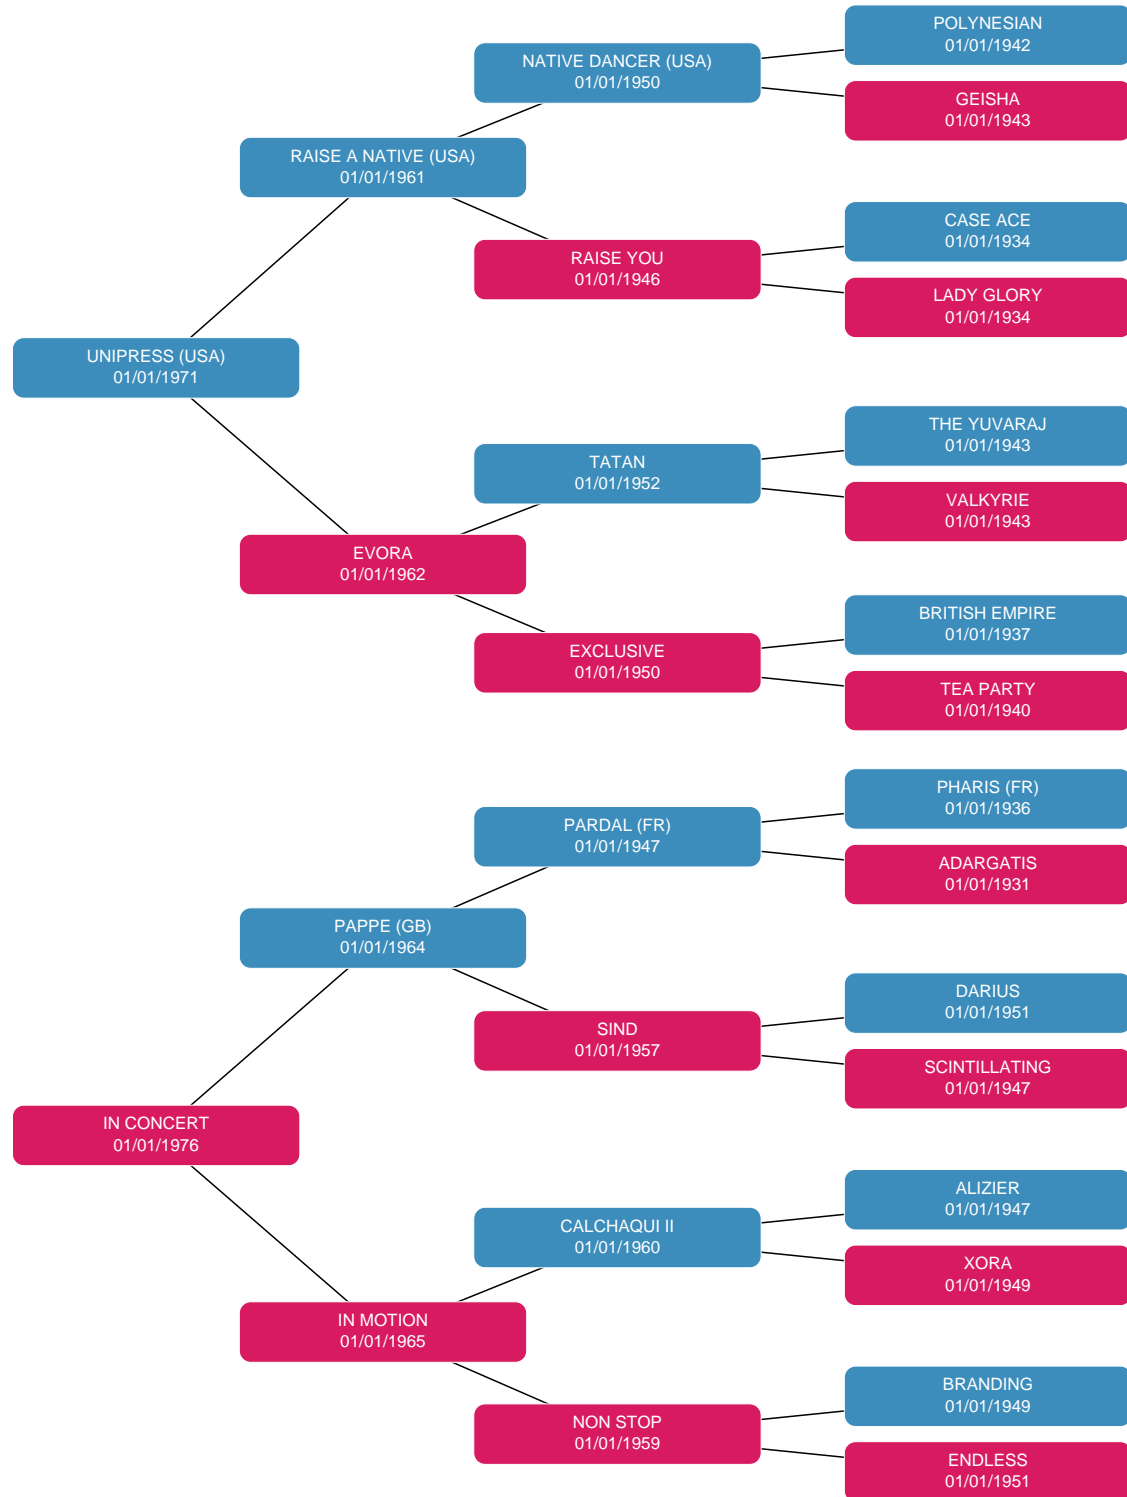 POLYNESIAN
01/01/1942
NATIVE DANCER (USA)
01/01/1950
GEISHA
01/01/1943
RAISE A NATIVE (USA)
01/01/1961
CASE ACE
01/01/1934
RAISE YOU
01/01/1946
LADY GLORY
01/01/1934
UNIPRESS (USA)
01/01/1971
THE YUVARAJ
01/01/1943
TATAN
01/01/1952
VALKYRIE
01/01/1943
EVORA
01/01/1962
BRITISH EMPIRE
01/01/1937
EXCLUSIVE
01/01/1950
TEA PARTY
01/01/1940
PHARIS (FR)
01/01/1936
PARDAL (FR)
01/01/1947
ADARGATIS
01/01/1931
PAPPE (GB)
01/01/1964
DARIUS
01/01/1951
SIND
01/01/1957
SCINTILLATING
01/01/1947
IN CONCERT
01/01/1976
ALIZIER
01/01/1947
CALCHAQUI II
01/01/1960
XORA
01/01/1949
IN MOTION
01/01/1965
BRANDING
01/01/1949
NON STOP
01/01/1959
ENDLESS
01/01/1951